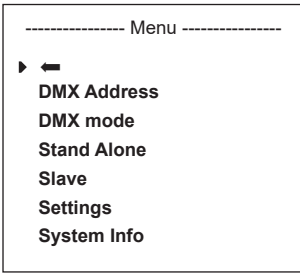 ---------------- Menu ----------------
DMX Address
DMX mode
Stand Alone
Slave
Settings
System Info